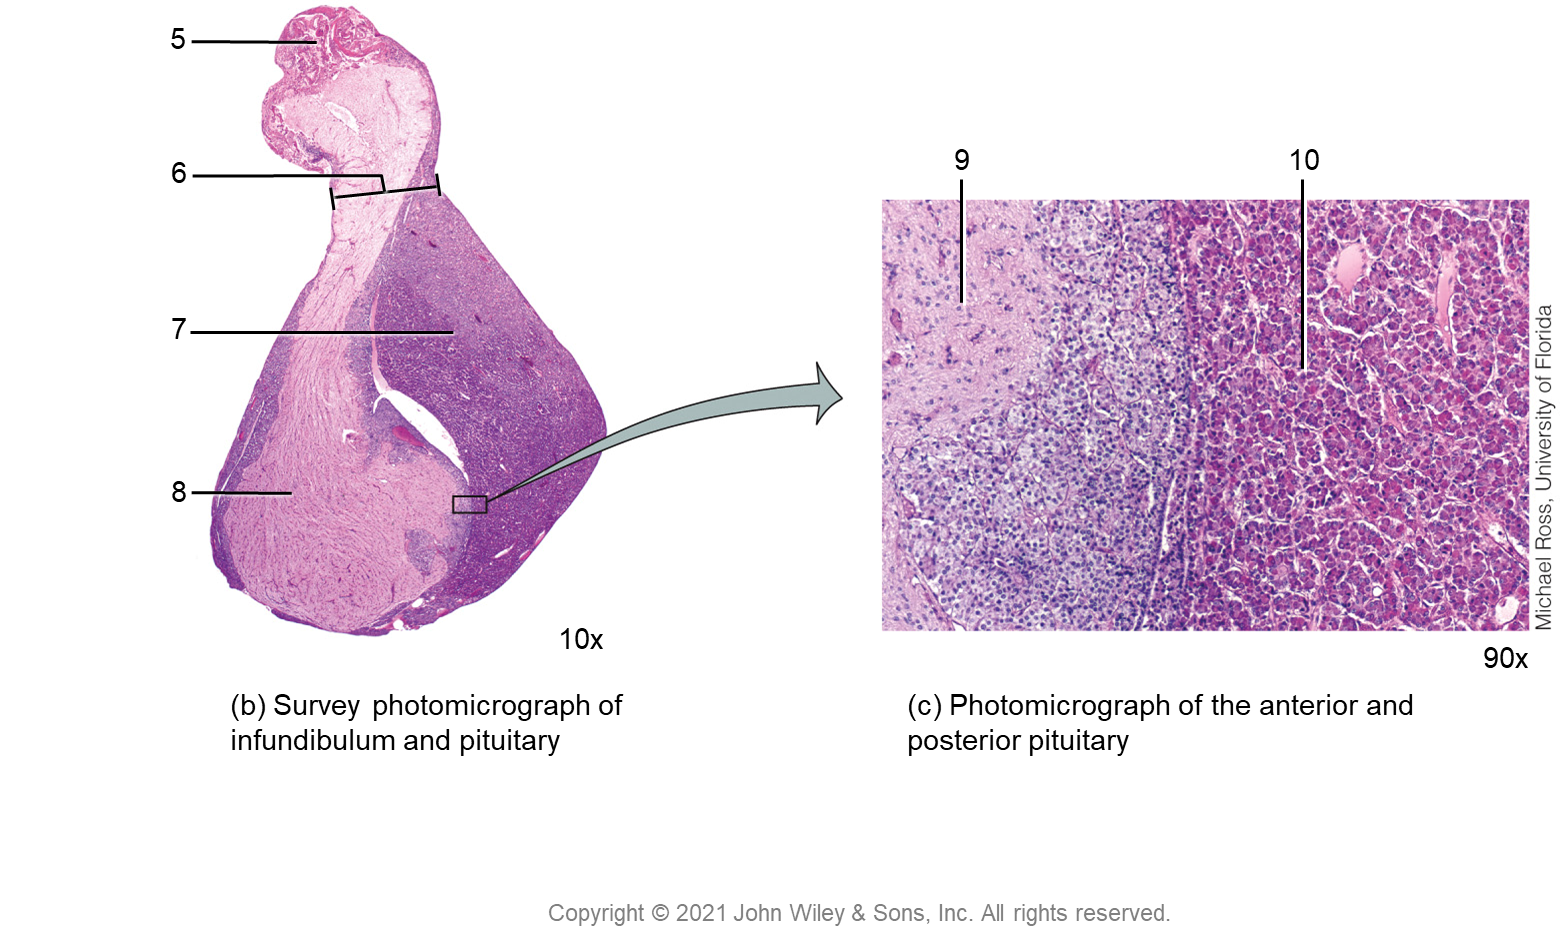 5
6
7
8
9
10
10x
90x
(b) Survey photomicrograph of
infundibulum and pituitary
(c) Photomicrograph of the anterior and
posterior pituitary
Michael Ross, University of Florida
Copyright © 2021 John Wiley & Sons, Inc. All rights reserved.